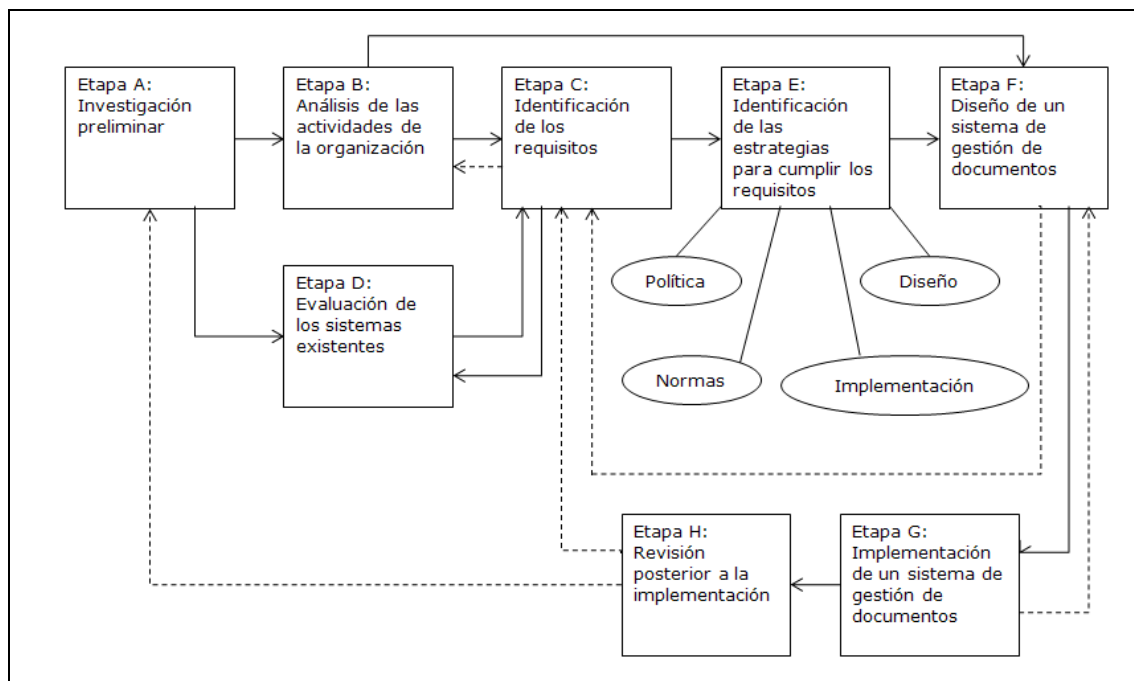 Etapa A:
Investigación
preliminar
Etapa B:
Análisis de las
actividades de
la organización
Etapa C:
Identificación
de los
requisitos
Etapa E:
Identificación
de las
estrategias
para cumplir los
requisitos
Etapa F:
Diseño de un
sistema de
gestión de
documentos
Etapa D:
Evaluación de
los sistemas
existentes
Política
Diseño
Normas
Implementación
Etapa H:
Revisión
posterior a la
implementación
Etapa G:
Implementación
de un sistema de
gestión de
documentos